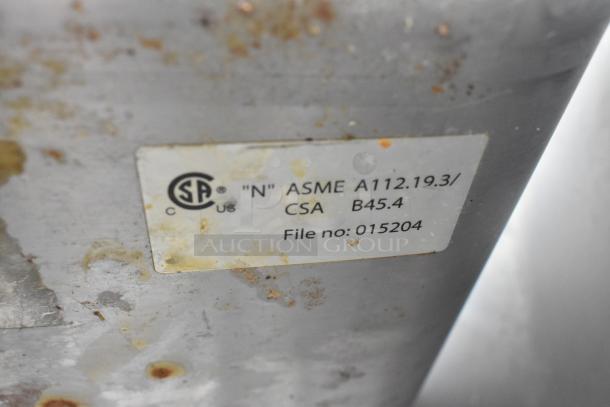 CSA ® "N" ASME A112.19.3/
C US CSA B45.4
File no: 015204
AUCTION GROUP